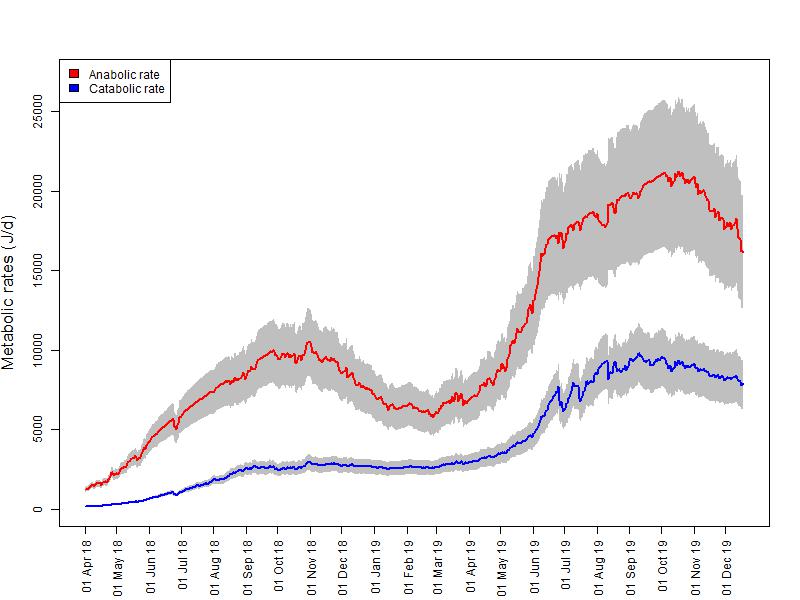 Anabolic rate
Catabolic rate
Metabolic rates (J/d)
25000
20000
15000
10000
5000
0
01 Apr 18
01 May 18
01 Jun 18
01 Jul 18
01 Aug 18
01 Sep 18
01 Oct 18
01 Nov 18
01 Dec 18
01 Jan 19
01 Feb 19
01 Mar 19
01 Apr 19
01 May 19
01 Jun 19
01 Jul 19
01 Aug 19
01 Sep 19
01 Oct 19
01 Nov 19
01 Dec 19